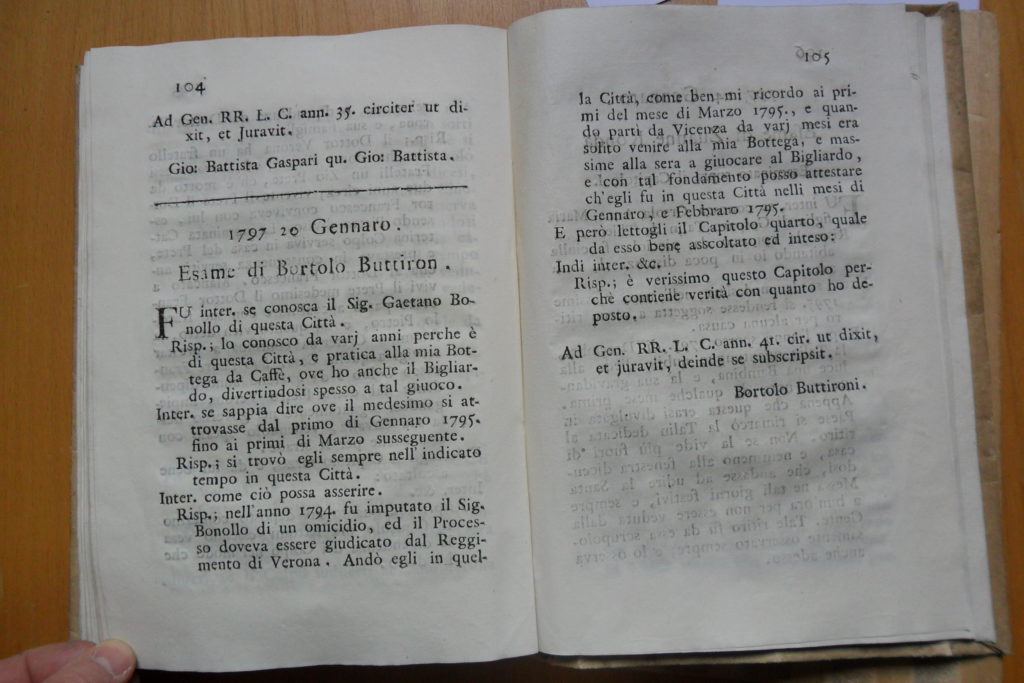 104
Ad Gen. RR. L. C. ann. 35. circiter ut di-
xit, et Juravit.
Gio: Battista Gaspari qu. Gio: Battista.
1797 20 Gennaro.
Esame di Bortolo Buttiron.
FU inter. se conosca il Sig. Gaetano Bo-
nollo di questa Città.
Risp.; lo conosco da varj anni perche è
di questa Città, e pratica alla mia Bot-
tega da Caffè, ove ho anche il Bigliar-
do, divertindosi spesso a tal giuoco.
Inter. se sappia dire ove il medesimo si at-
trovasse dal primo di Gennaro 1795.
fino ai primi di Marzo susseguente.
Risp.; si trovò egli sempre nell'indicato
tempo in questa Città.
Inter. come ciò possa asserire.
Risp.; nell'anno 1794. fu imputato il Sig.
Bonollo di un omicidio, ed il Proces-
so doveva essere giudicato dal Reggi-
mento di Verona. Andò egli in quel-
105
la Città, come ben mi ricordo ai pri-
mi del mese di Marzo 1795., e quan-
do partì da Vicenza da varj mesi era
solito venire alla mia Bottega, e mas-
sime alla sera a giuocare al Bigliardo,
e con tal fondamento posso attestare
ch'egli fu in questa Città nelli mesi di
Gennaro, e Febbraro 1795.
E però lettogli il Capitolo quarto, quale
da esso bene asscoltato ed inteso:
Indi inter. &c.
Risp.; è verissimo questo Capitolo per-
chè contiene verità con quanto ho de-
posto.
Ad Gen. RR. L. C. ann. 41. cir. ut dixit,
et juravit, deinde se subscripsit.
Bortolo Buttironi.